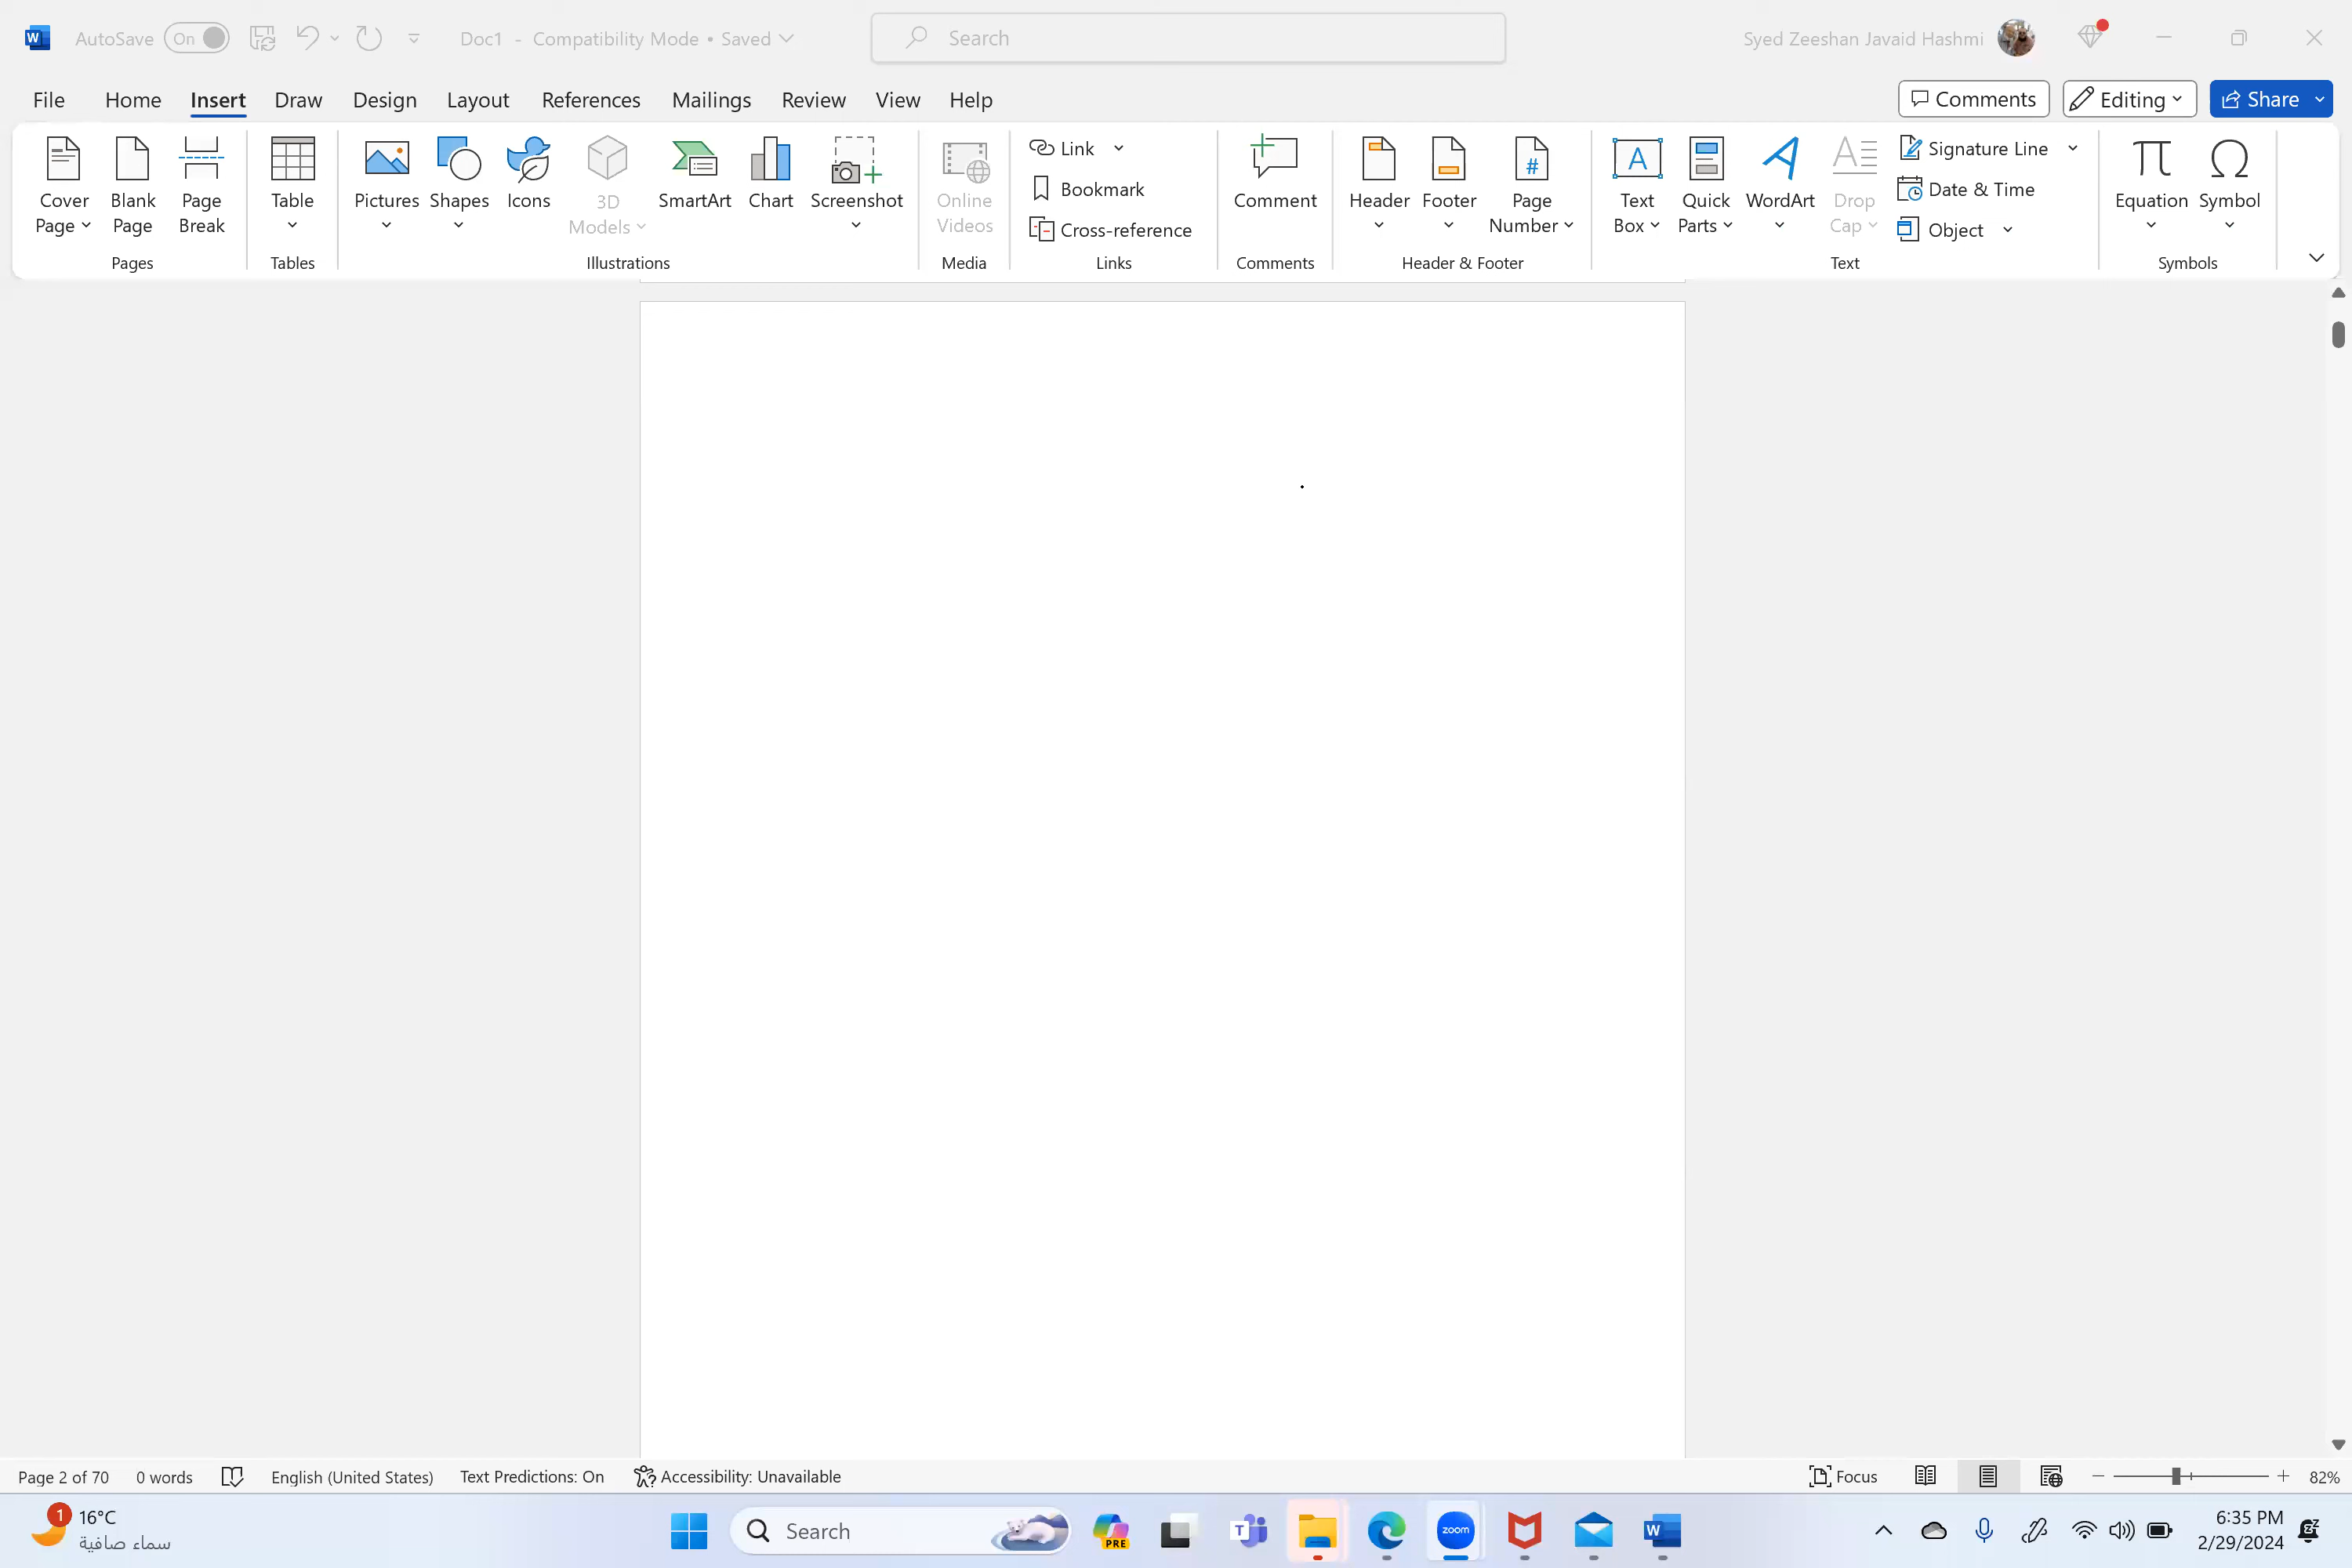 AutoSave On Doc1 - Compatibility Mode • Saved Search Syed Zeeshan Javaid Hashmi
File Home Insert Draw Design Layout References Mailings Review View Help Comments Editing Share
Cover Page
Blank Page
Page Break
Pages
Table
Tables
Pictures
Shapes
Icons
3D Models
SmartArt
Chart
Screenshot
Illustrations
Online Videos
Media
Link
Bookmark
Cross-reference
Links
Comment
Comments
Header
Footer
# Page Number
Header & Footer
A Text Box
Quick Parts
WordArt
Drop Cap
Signature Line
Date & Time
Object
Text
π Equation
Ω Symbol
Symbols
Page 2 of 70 0 words English (United States) Text Predictions: On Accessibility: Unavailable Focus 82%
1 16°C
سماء صافية
Search
PRE
zoom
6:35 PM
2/29/2024